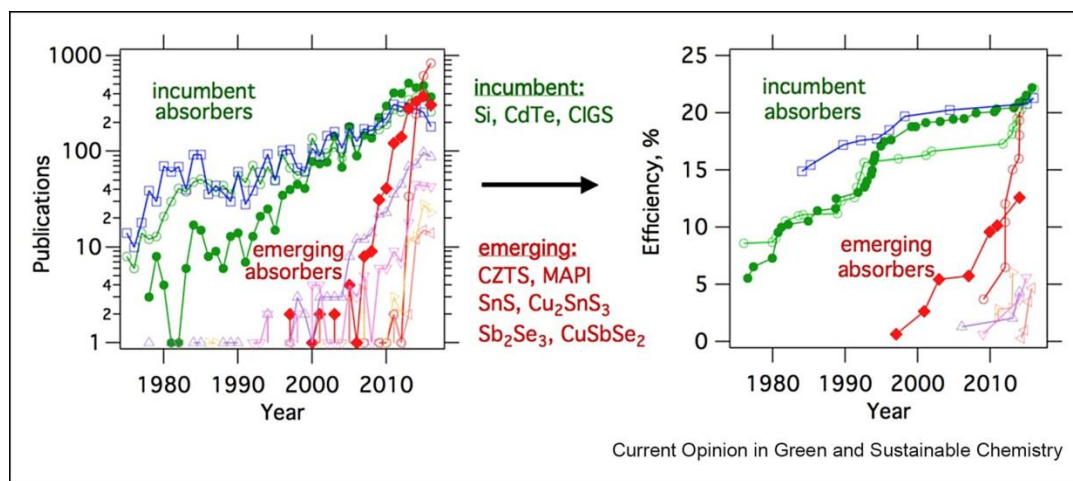 1000
4
2
100
4
2
10
4
2
1
Publications
1980 1990 2000 2010
Year
incumbent
absorbers
emerging
absorbers
incumbent:
Si, CdTe, CIGS
emerging:
CZTS, MAPI
SnS, Cu₂SnS₃
Sb₂Se₃, CuSbSe₂
25
20
15
10
5
0
Efficiency, %
1980 1990 2000 2010
Year
incumbent
absorbers
emerging
absorbers
Current Opinion in Green and Sustainable Chemistry